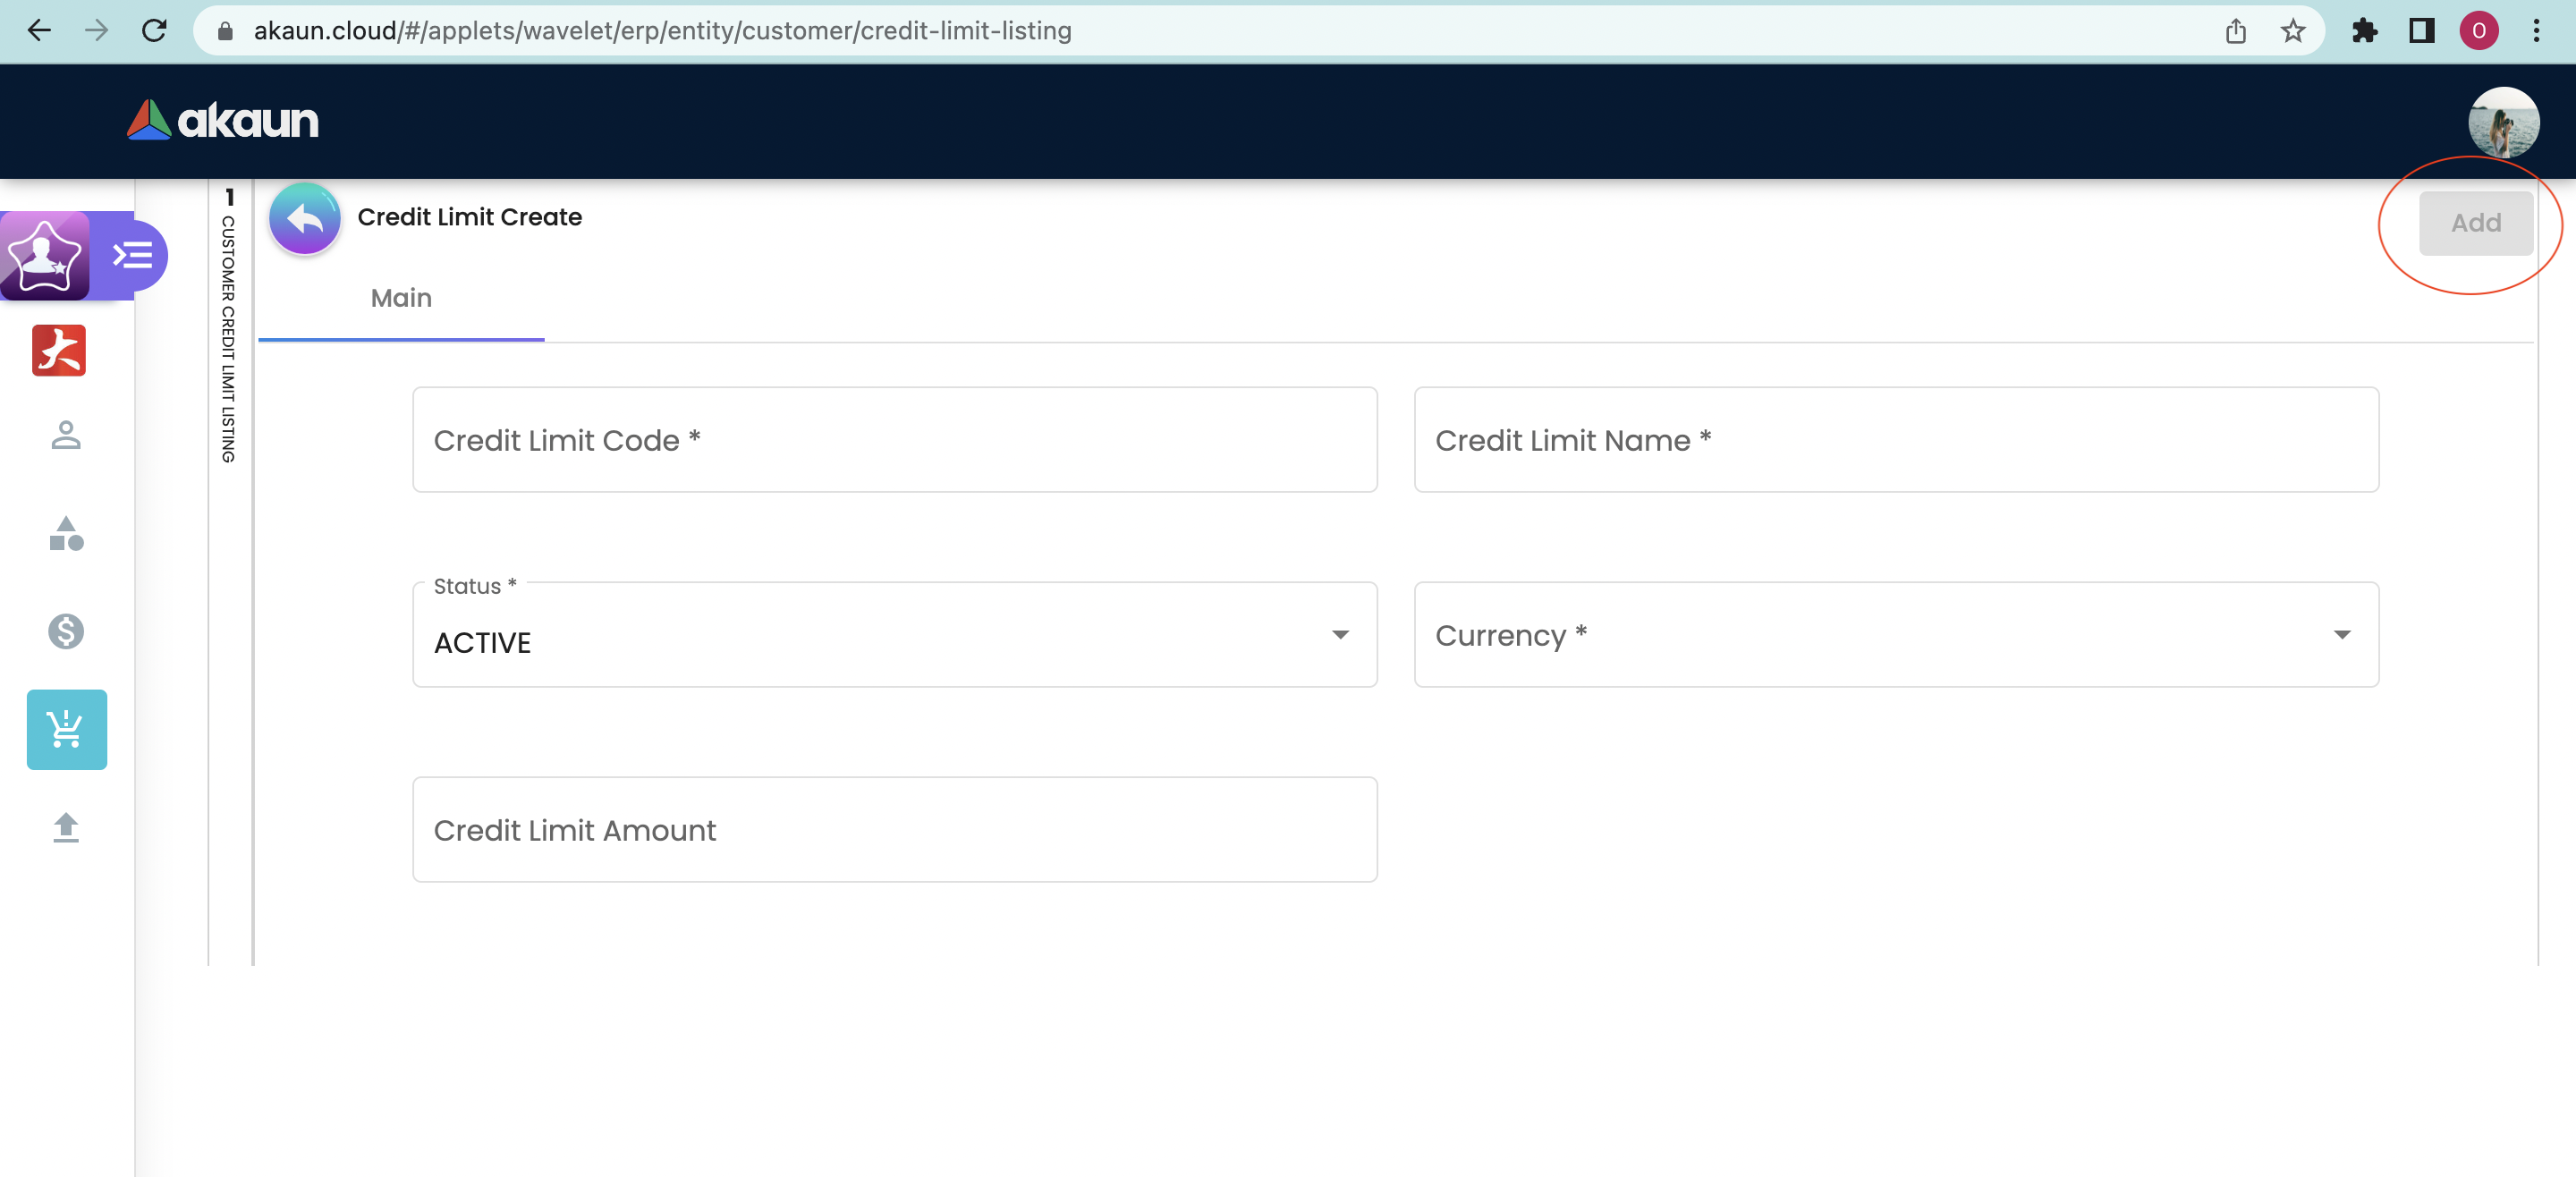 akaun.cloud/#/applets/wavelet/erp/entity/customer/credit-limit-listing
O
akaun
1
CUSTOMER CREDIT LIMIT LISTING
Credit Limit Create
Add
Main
Credit Limit Code *
Credit Limit Name *
Status *
ACTIVE
Currency *
Credit Limit Amount